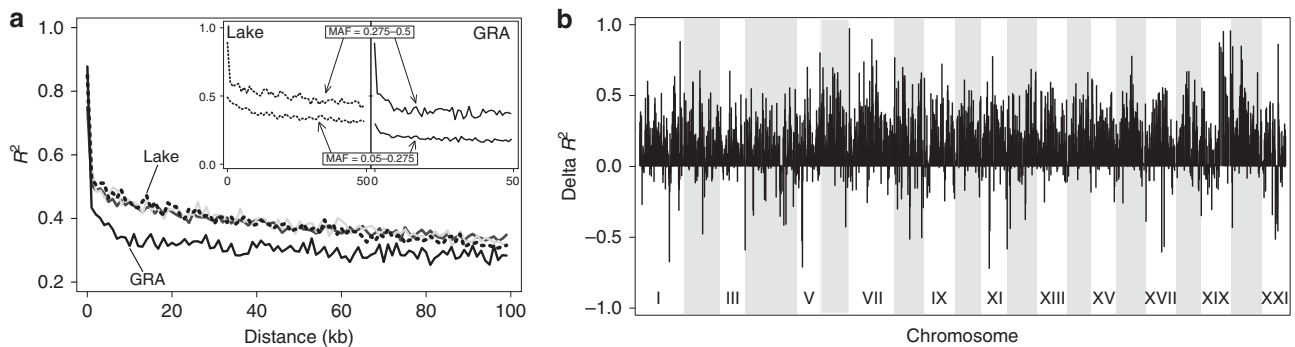 a
1.0
0.8
0.6
0.4
0.2
R²
Lake
GRA
0 20 40 60 80 100
Distance (kb)
1.0
0.5
0.0
Lake
MAF = 0.275–0.5
GRA
MAF = 0.05–0.275
0 50 0 50
b
1.0
0.5
0.0
−0.5
−1.0
Delta R²
I III V VII IX XI XIII XV XVII XIX XXI
Chromosome